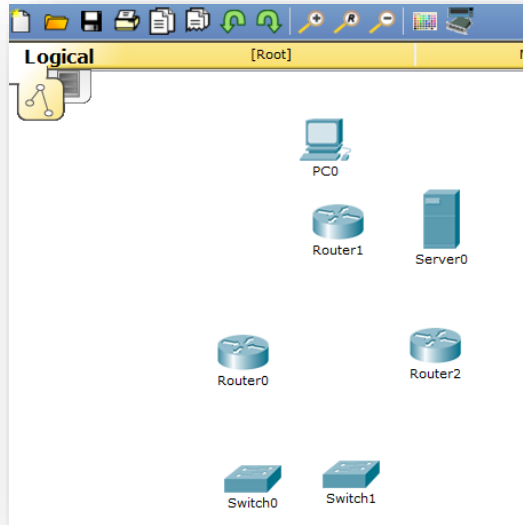 Logical
[Root]
PC0
Router1
Server0
Router0
Router2
Switch0
Switch1